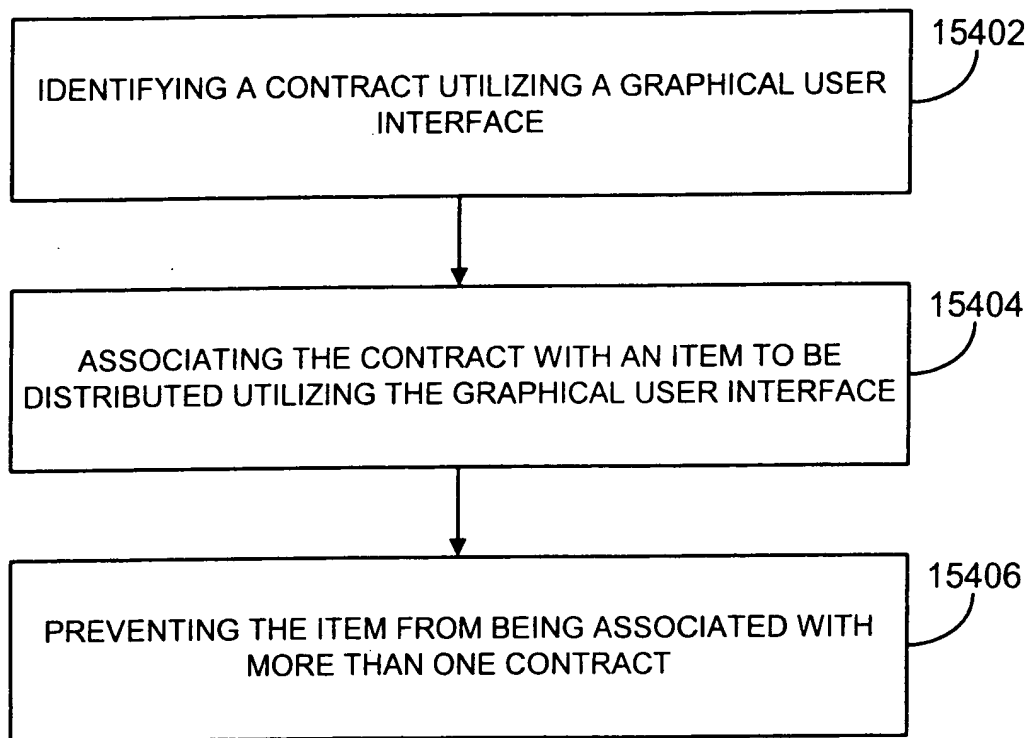 15402
IDENTIFYING A CONTRACT UTILIZING A GRAPHICAL USER
INTERFACE
15404
ASSOCIATING THE CONTRACT WITH AN ITEM TO BE
DISTRIBUTED UTILIZING THE GRAPHICAL USER INTERFACE
15406
PREVENTING THE ITEM FROM BEING ASSOCIATED WITH
MORE THAN ONE CONTRACT